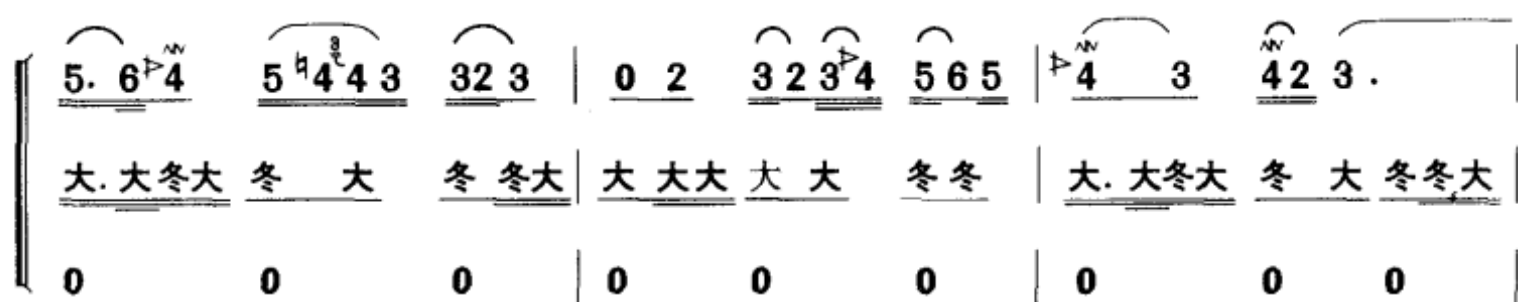 5. 6 4 5 ♮4 4 3 3 2 3 | 0 2 3 2 3 4 5 6 5 | 4 3 4 2 3 . |
大. 大冬大 冬 大 冬 冬大 | 大 大大 大 大 冬 冬 | 大. 大冬大 冬 大 冬冬大 |
0 0 0 | 0 0 0 | 0 0 0 |